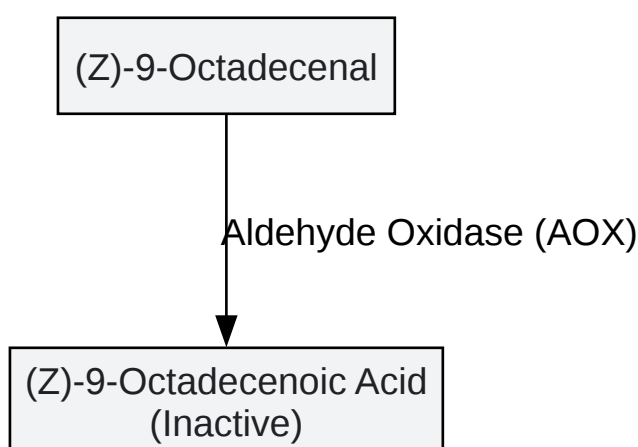 (Z)-9-Octadecenal
Aldehyde Oxidase (AOX)
(Z)-9-Octadecenoic Acid
(Inactive)